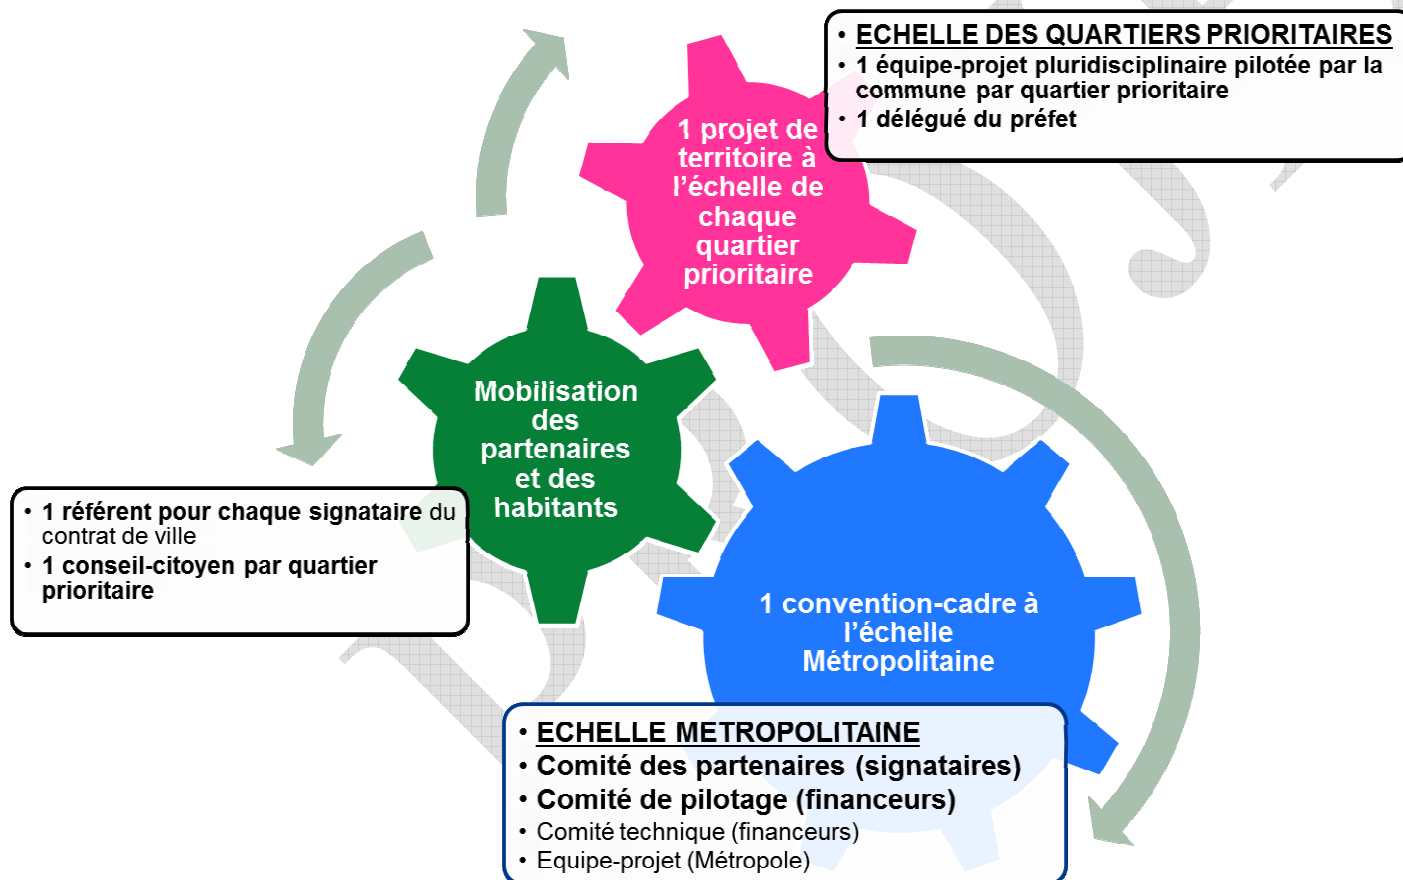 • ECHELLE DES QUARTIERS PRIORITAIRES
• 1 équipe-projet pluridisciplinaire pilotée par la
commune par quartier prioritaire
• 1 délégué du préfet
1 projet de
territoire à
l’échelle de
chaque
quartier
prioritaire
Mobilisation
des
partenaires
et des
habitants
• 1 référent pour chaque signataire du
contrat de ville
• 1 conseil-citoyen par quartier
prioritaire
1 convention-cadre à
l’échelle
Métropolitaine
• ECHELLE METROPOLITAINE
• Comité des partenaires (signataires)
• Comité de pilotage (financeurs)
• Comité technique (financeurs)
• Equipe-projet (Métropole)